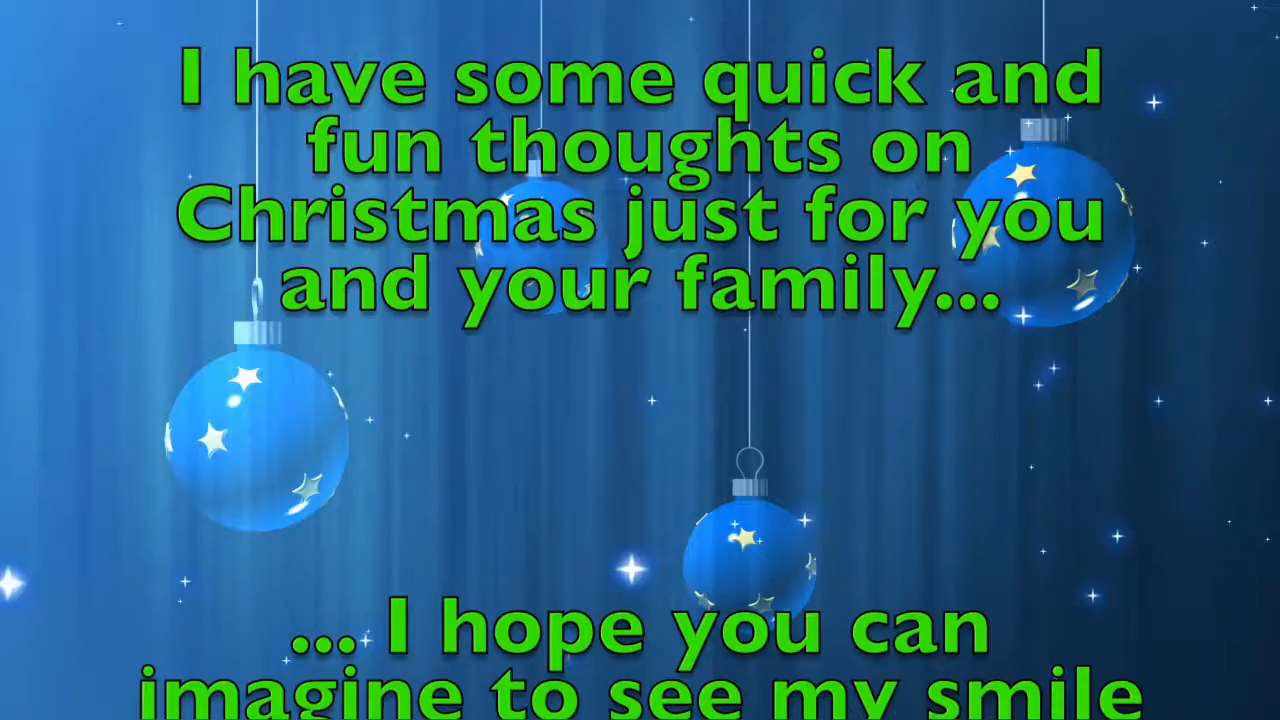 I have some quick and
fun thoughts on
Christmas just for you
and your family...
... I hope you can
imagine to see my smile